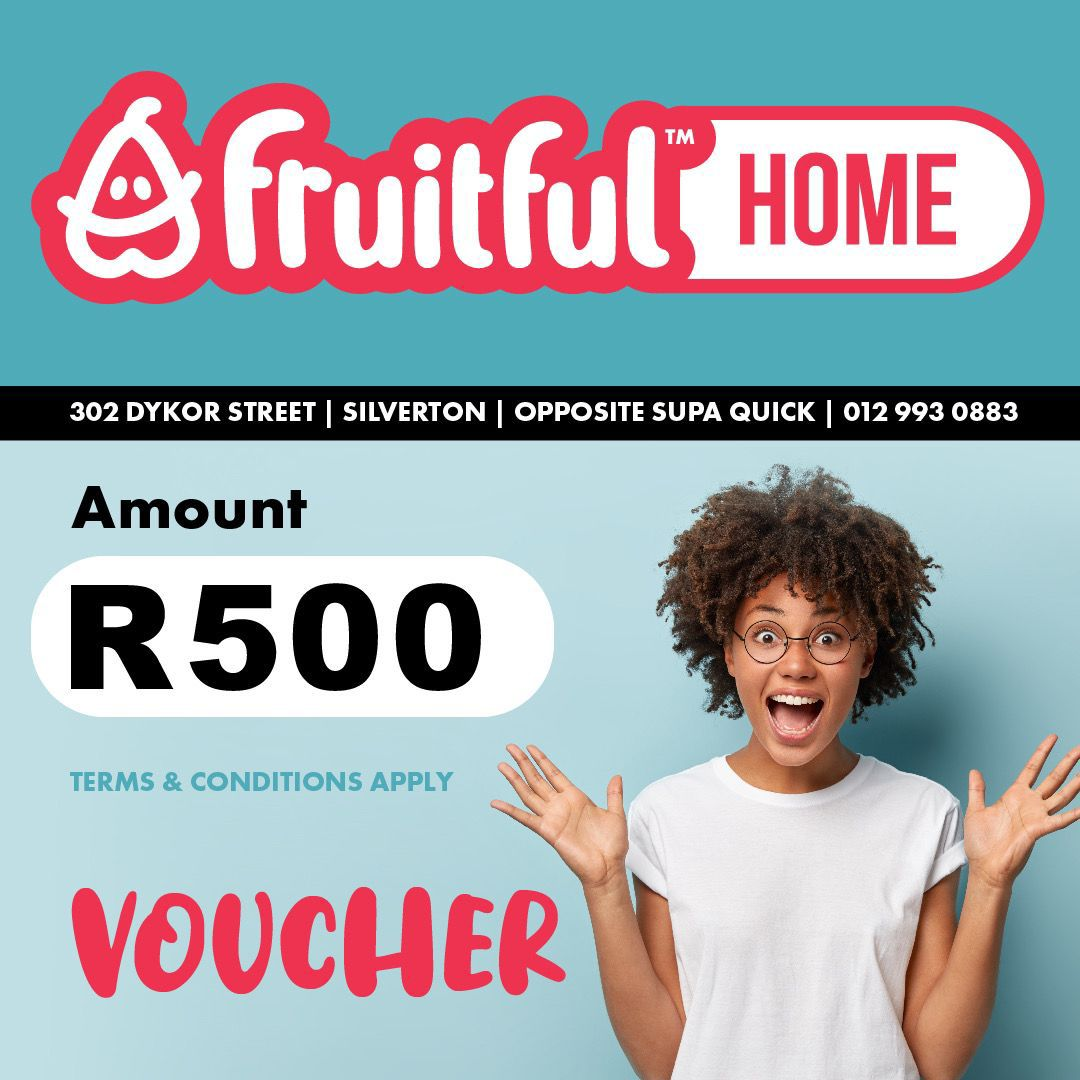 fruitful™ HOME
302 DYKOR STREET | SILVERTON | OPPOSITE SUPA QUICK | 012 993 0883
Amount
R500
TERMS & CONDITIONS APPLY
VOUCHER